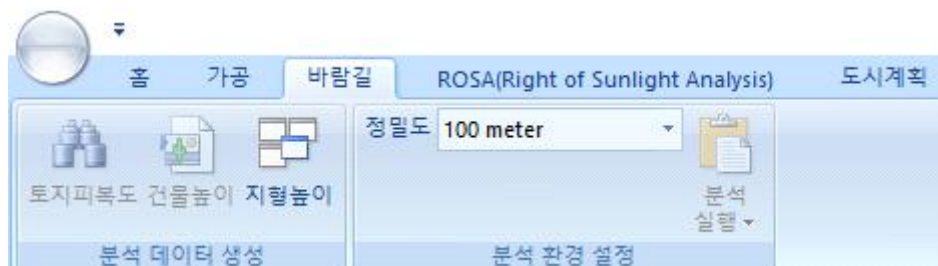 홈 가공 바람길 ROSA(Right of Sunlight Analysis) 도시계획
정밀도 100 meter
토지피복도 건물높이 지형높이 분석
실행
분석 데이터 생성 분석 환경 설정